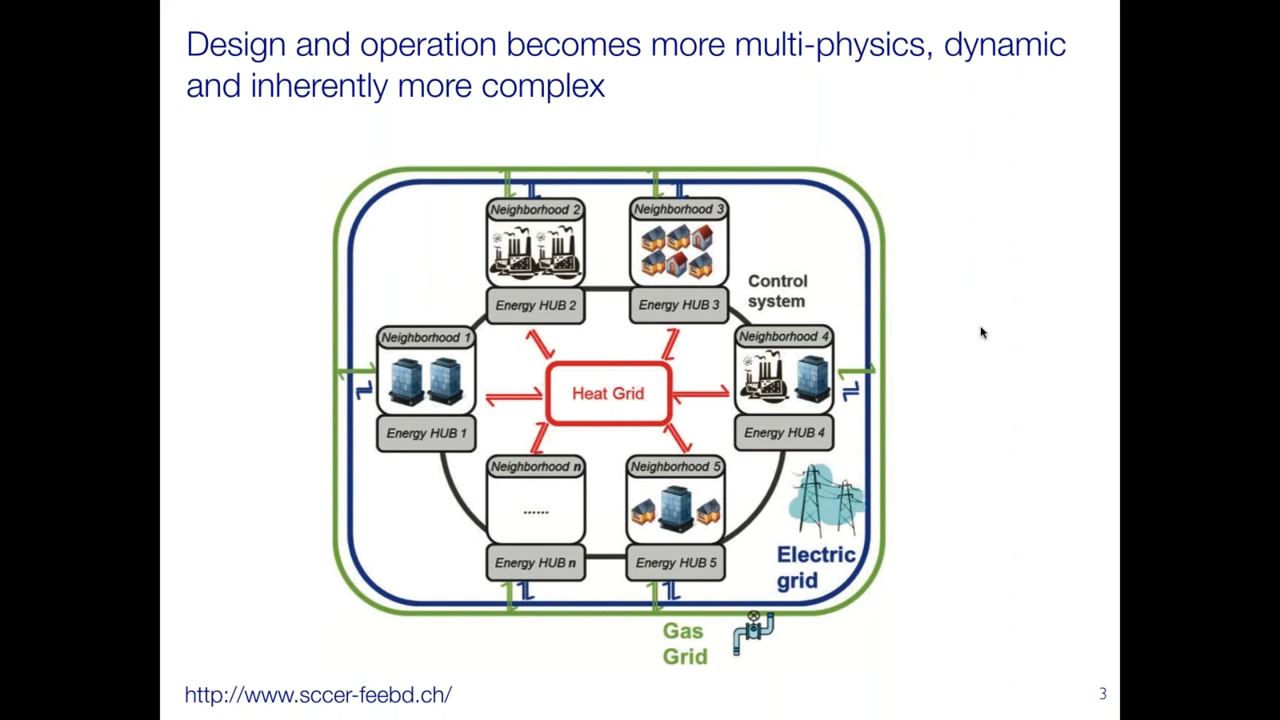 Design and operation becomes more multi-physics, dynamic
and inherently more complex
Neighborhood 2
Neighborhood 3
Energy HUB 2
Energy HUB 3
Control
system
Neighborhood 1
Neighborhood 4
Heat Grid
Energy HUB 1
Energy HUB 4
Neighborhood n
Neighborhood 5
......
Energy HUB n
Energy HUB 5
Electric
grid
Gas
Grid
http://www.sccer-feebd.ch/
3